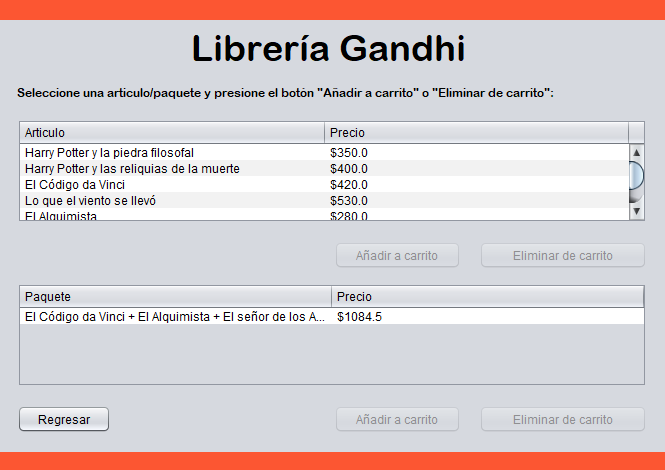 Librería Gandhi
Seleccione una articulo/paquete y presione el botón "Añadir a carrito" o "Eliminar de carrito":
Articulo Precio
Harry Potter y la piedra filosofal $350.0
Harry Potter y las reliquias de la muerte $400.0
El Código da Vinci $420.0
Lo que el viento se llevó $530.0
El Alquimista $280.0
Añadir a carrito Eliminar de carrito
Paquete Precio
El Código da Vinci + El Alquimista + El señor de los A... $1084.5
Regresar Añadir a carrito Eliminar de carrito